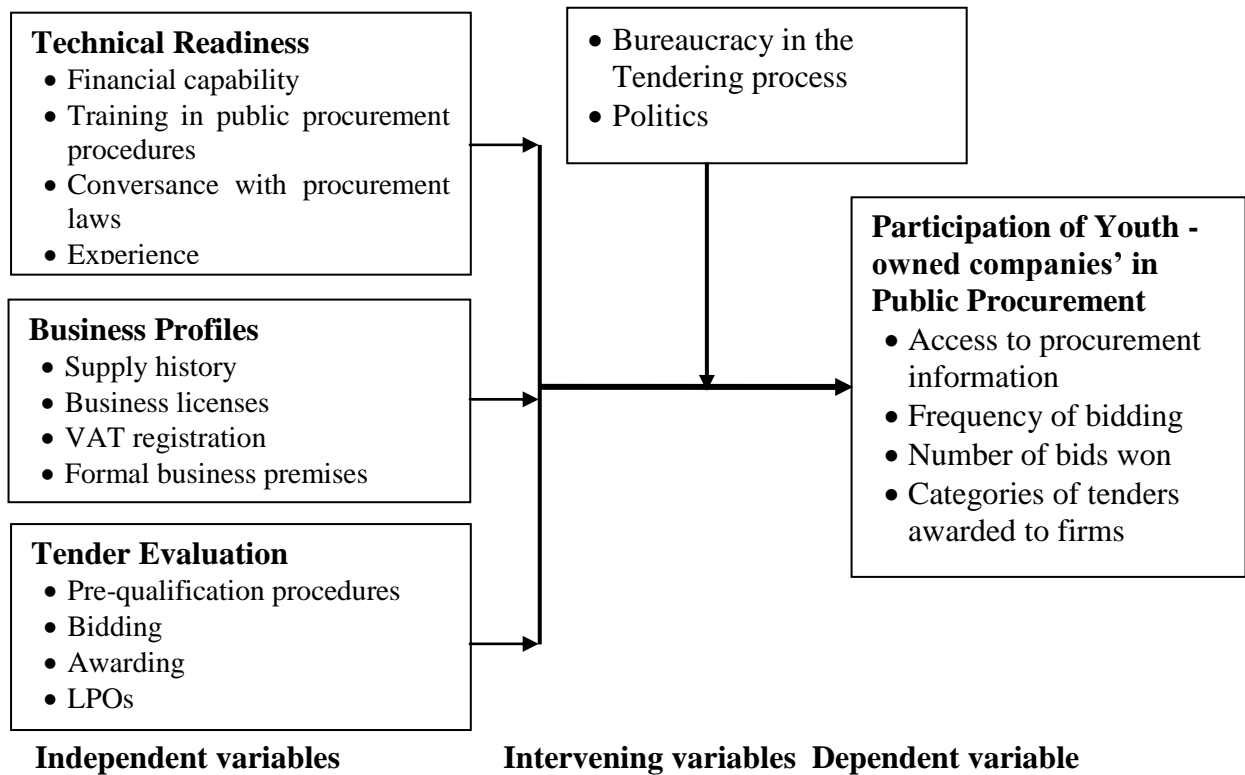 Technical Readiness
• Financial capability
• Training in public procurement
procedures
• Conversance with procurement
laws
• Experience
Business Profiles
• Supply history
• Business licenses
• VAT registration
• Formal business premises
Tender Evaluation
• Pre-qualification procedures
• Bidding
• Awarding
• LPOs
• Bureaucracy in the
Tendering process
• Politics
Participation of Youth -
owned companies’ in
Public Procurement
• Access to procurement
information
• Frequency of bidding
• Number of bids won
• Categories of tenders
awarded to firms
Independent variables
Intervening variables
Dependent variable